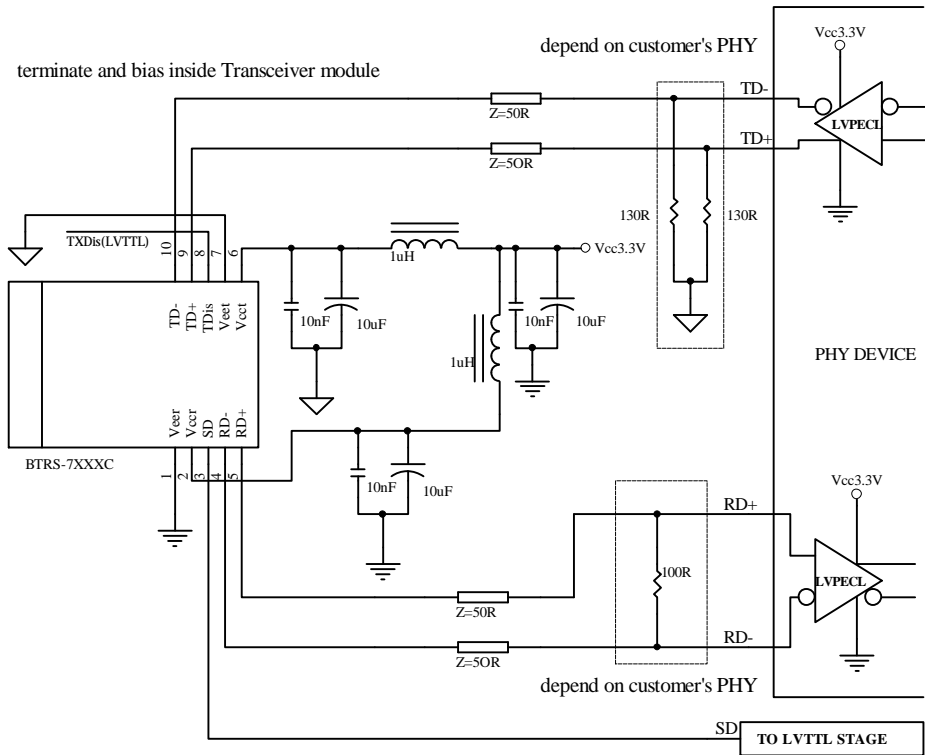 depend on customer's PHY
Vcc3.3V
terminate and bias inside Transceiver module
TD-
Z=50R
LVPECL
TD+
Z=5OR
130R
130R
TXDis(LVTTL)
10
9
8
7
6
1uH
Vcc3.3V
TD-
TD+
TDis
Veet
Vcct
10nF
10uF
10nF
10uF
1uH
PHY DEVICE
Veer
Vccr
SD
RD-
RD+
BTRS-7XXXC
1
2
3
4
5
10nF
10uF
Vcc3.3V
RD+
100R
LVPECL
Z=50R
RD-
Z=5OR
depend on customer's PHY
SD
TO LVTTL STAGE